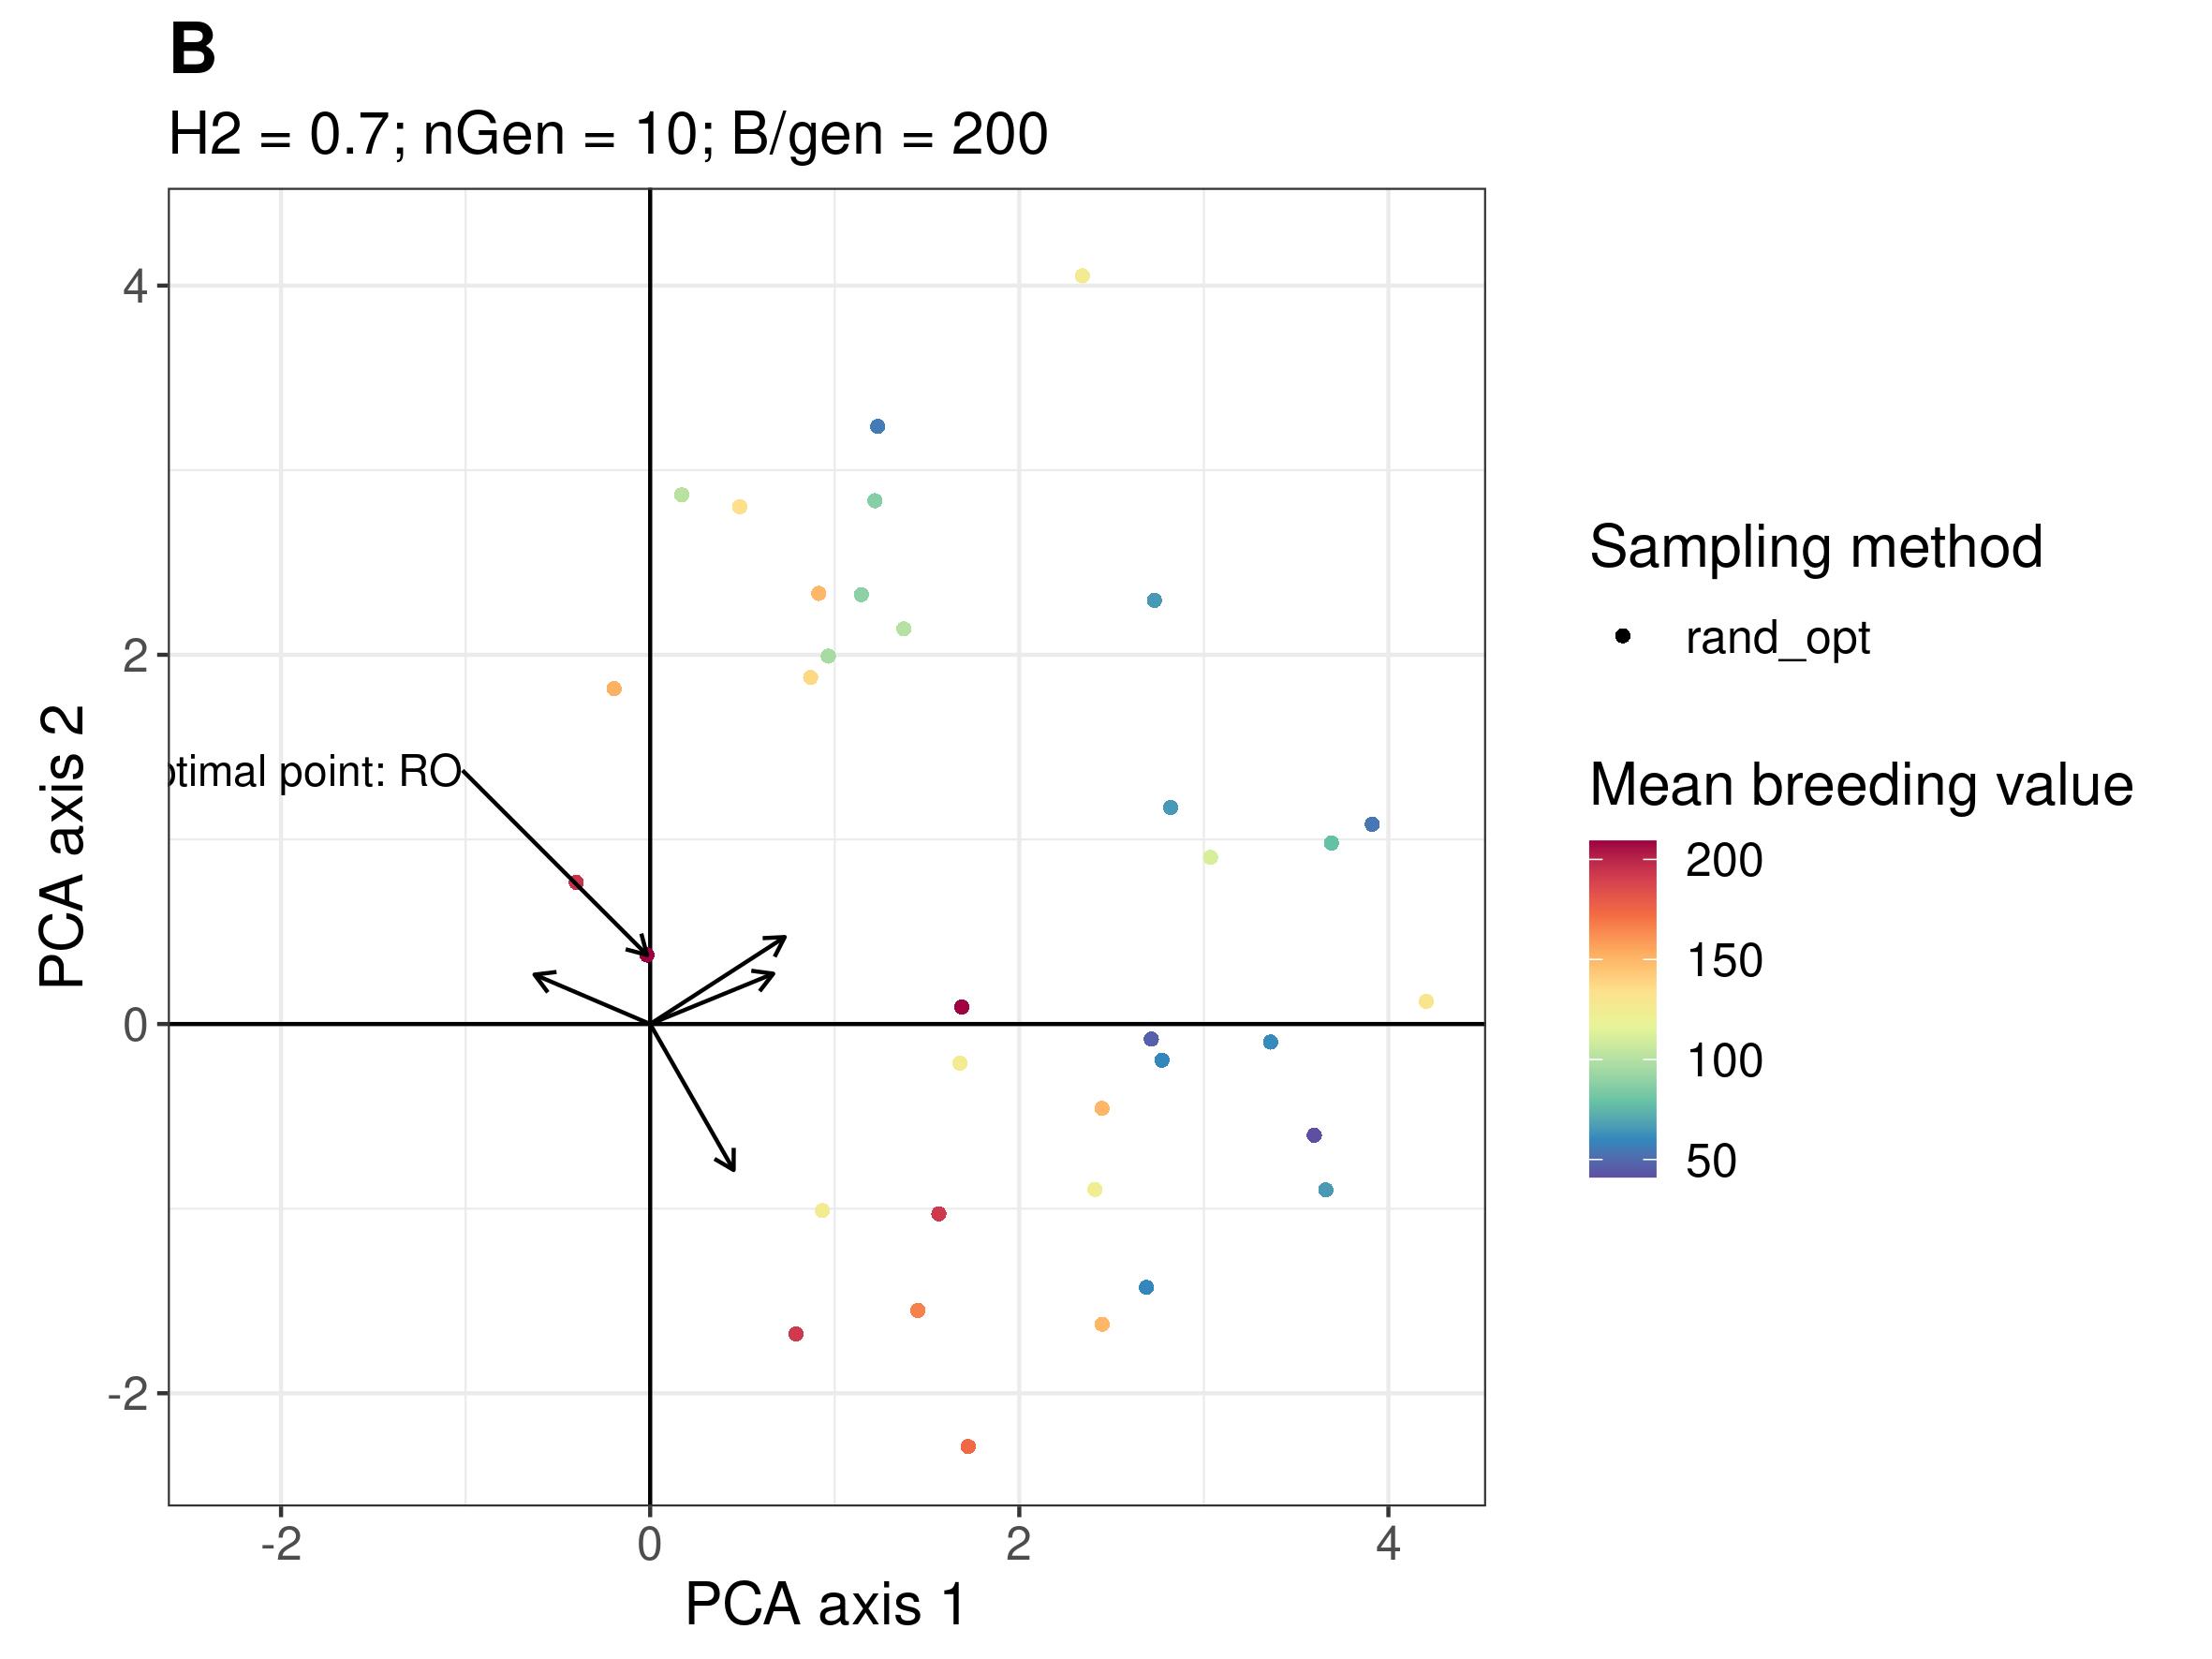 B
H2 = 0.7; nGen = 10; B/gen = 200
PCA axis 2
4
2
0
-2
point: RO
-2
0
2
4
PCA axis 1
Sampling method
rand_opt
Mean breeding value
200
150
100
50